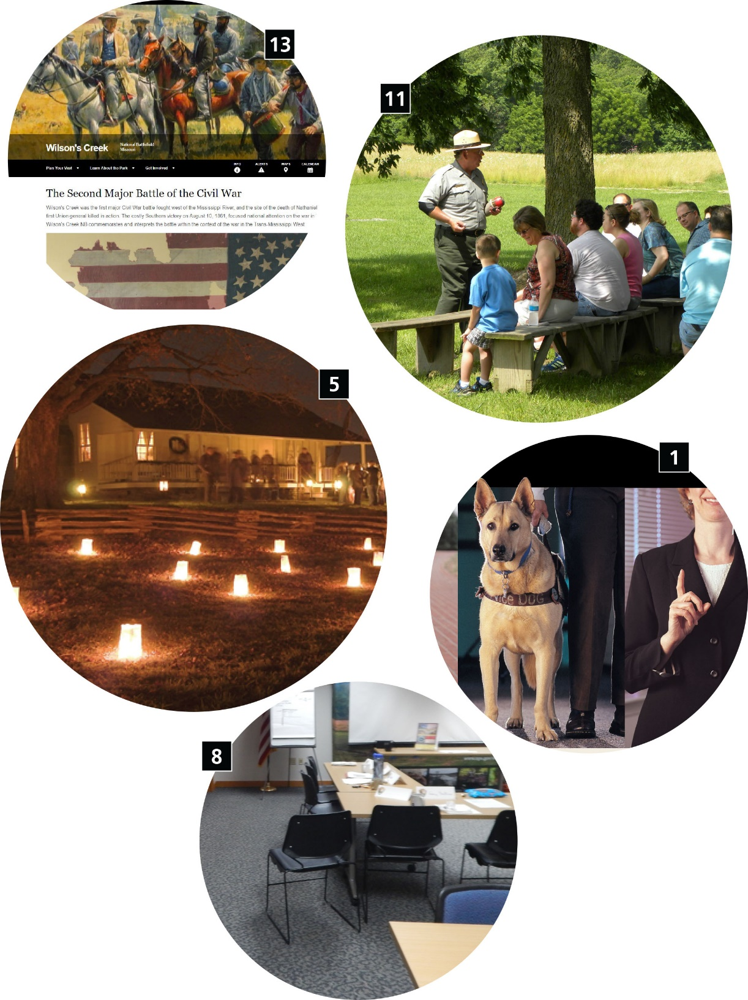 13
Wilson's Creek
National Battlefield
Missouri
Plan Your Visit
Learn About the Park
Get Involved
INFO
ALERTS
MAPS
CALENDAR
The Second Major Battle of the Civil War
Wilson's Creek was the first major Civil War battle fought west of the Mississippi River, and the site of the death of Nathaniel
first Union general killed in action. The costly Southern victory on August 10, 1861, focused national attention on the war in
Wilson's Creek NB commemorates and interprets the battle within the context of the war in the Trans-Mississippi West
11
5
1
DOG
8